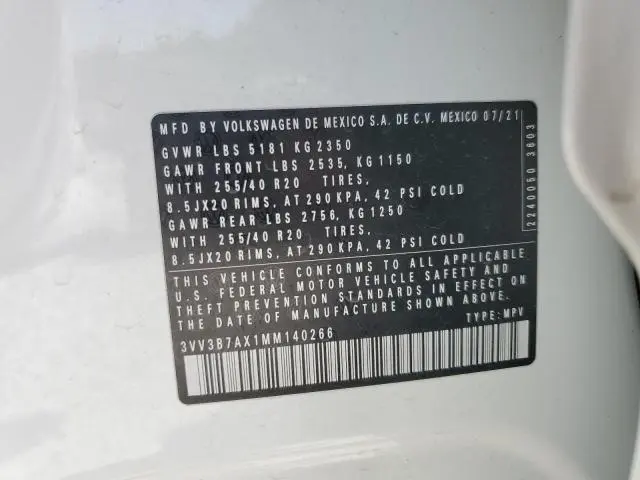 MFD BY VOLKSWAGEN DE MEXICO S.A. DE C.V. MEXICO 07/21
GVWR LBS 5181 KG 2350
GAWR FRONT LBS 2535, KG 1150
WITH 255/40 R20 TIRES,
8.5JX20 RIMS, AT 290 KPA, 42 PSI COLD
GAWR REAR LBS 2756, KG 1250
WITH 255/40 R20 TIRES,
8.5JX20 RIMS, AT 290 KPA, 42 PSI COLD
THIS VEHICLE CONFORMS TO ALL APPLICABLE
U.S. FEDERAL MOTOR VEHICLE SAFETY AND
THEFT PREVENTION STANDARDS IN EFFECT ON
THE DATE OF MANUFACTURE SHOWN ABOVE.
3VV3B7AX1MM140266
TYPE: MPV
2240050 3603